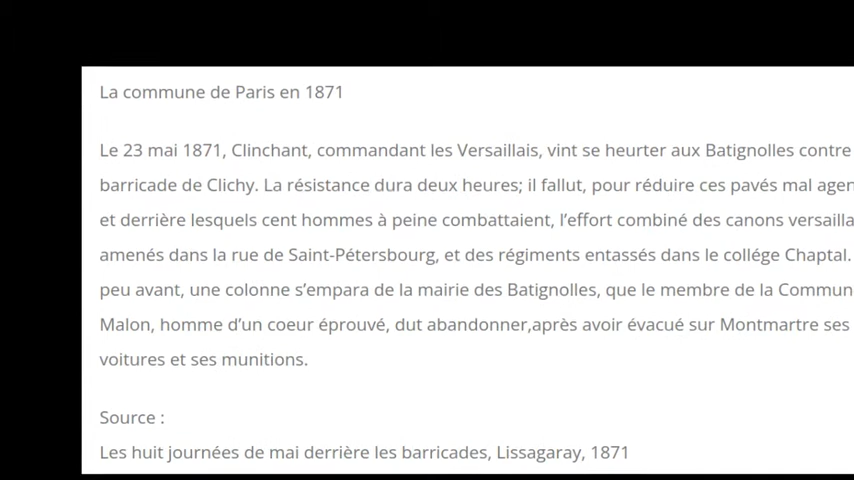 La commune de Paris en 1871
Le 23 mai 1871, Clinchant, commandant les Versaillais, vint se heurter aux Batignolles contre
barricade de Clichy. La résistance dura deux heures; il fallut, pour réduire ces pavés mal
et derrière lesquels cent hommes à peine combattaient, l'effort combiné des canons
amenés dans la rue de Saint-Pétersbourg, et des régiments entassés dans le collége Chaptal.
peu avant, une colonne s'empara de la mairie des Batignolles, que le membre de la
Malon, homme d'un coeur éprouvé, dut abandonner,après avoir évacué sur Montmartre ses
voitures et ses munitions.
Source :
Les huit journées de mai derrière les barricades, Lissagaray, 1871